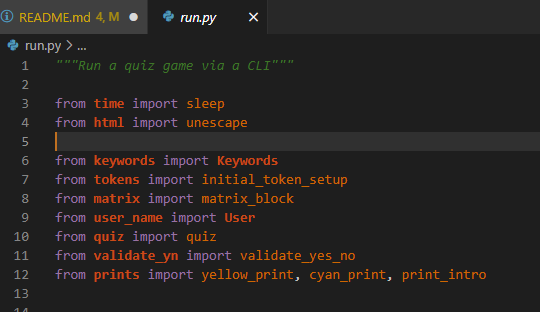 README.md 4, M
run.py
run.py > ...
1 """Run a quiz game via a CLI"""
2
3 from time import sleep
4 from html import unescape
5
6 from keywords import Keywords
7 from tokens import initial_token_setup
8 from matrix import matrix_block
9 from user_name import User
10 from quiz import quiz
11 from validate_yn import validate_yes_no
12 from prints import yellow_print, cyan_print, print_intro
13